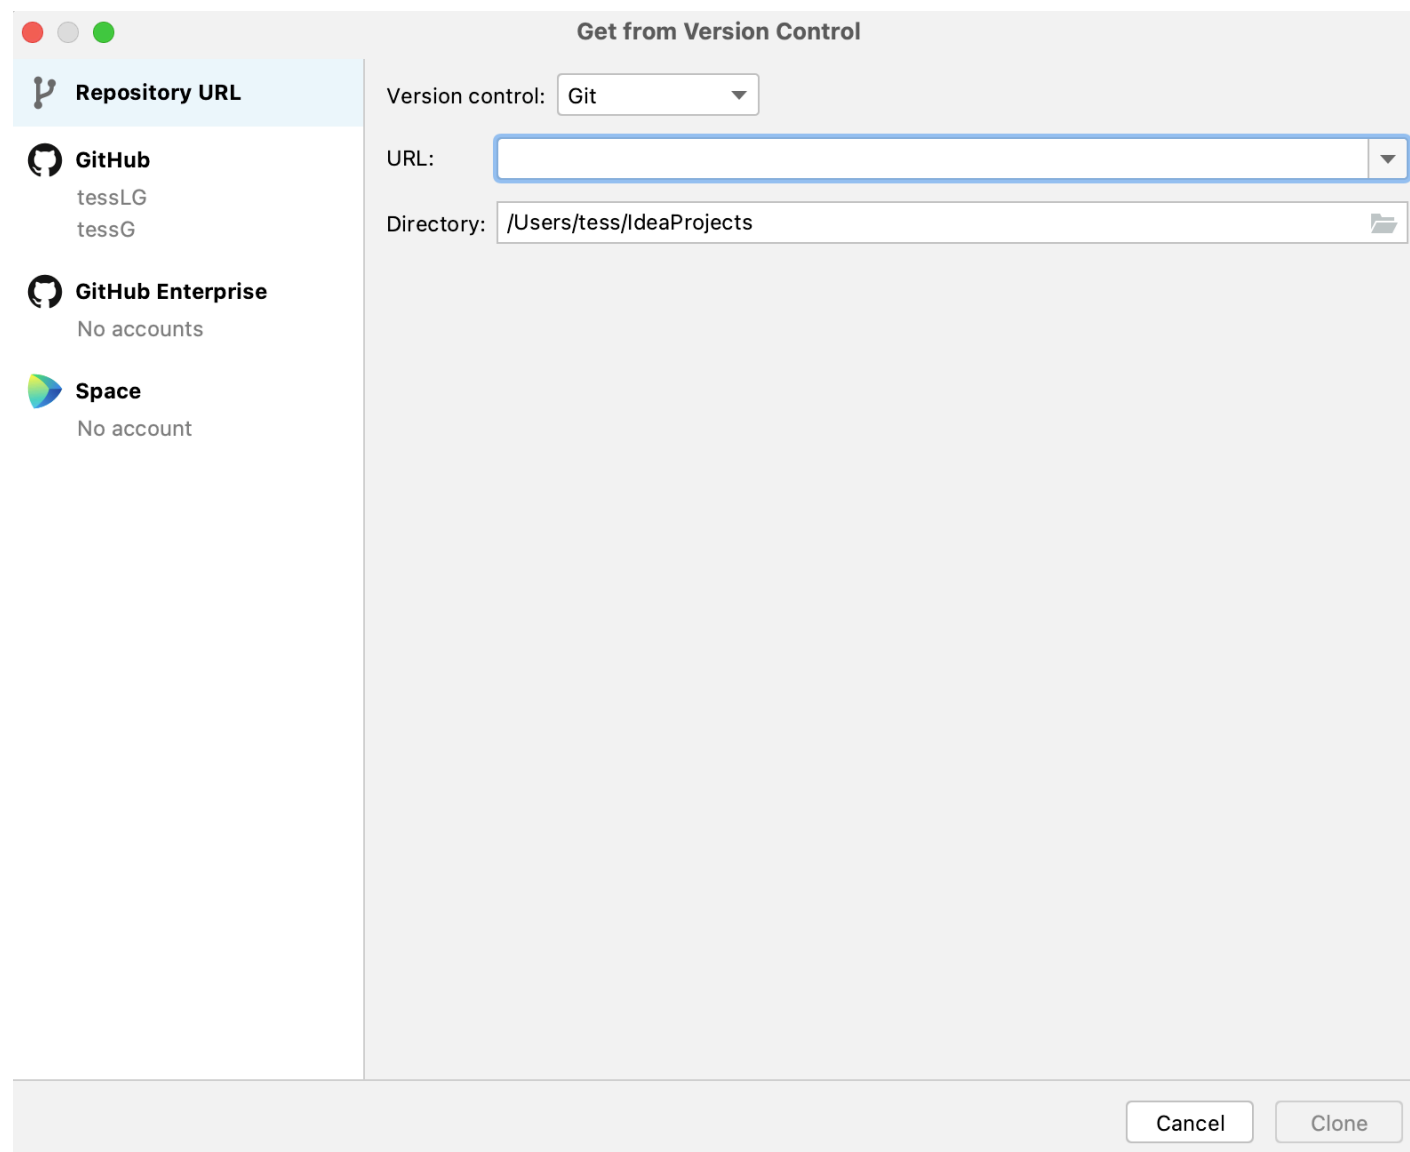 Get from Version Control
Repository URL
GitHub
tessLG
tessG
GitHub Enterprise
No accounts
Space
No account
Version control: Git
URL:
Directory: /Users/tess/IdeaProjects
Cancel Clone